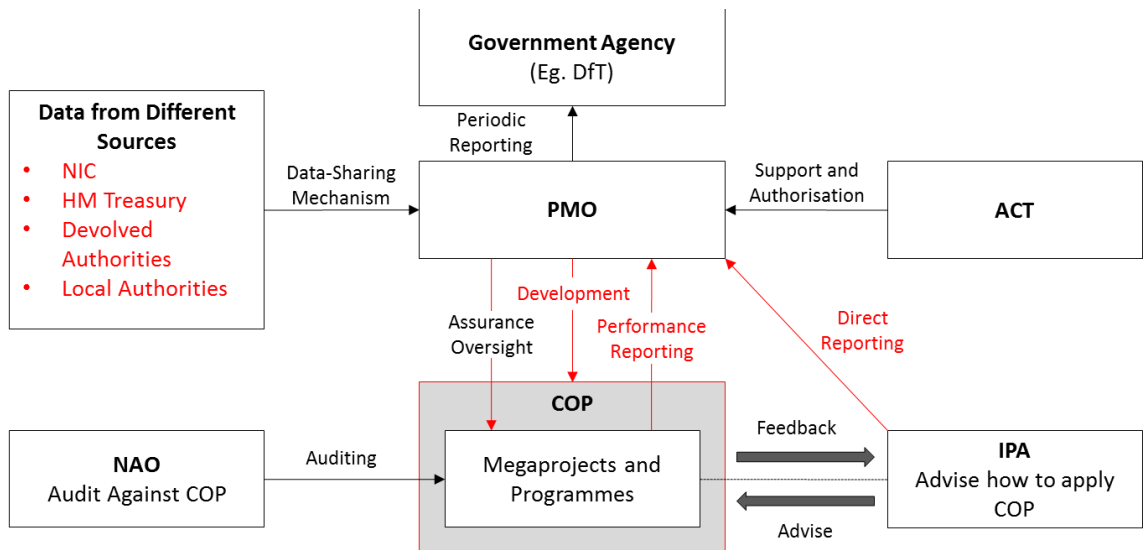 Government Agency
(Eg. DfT)
Data from Different
Sources
• NIC
• HM Treasury
• Devolved
Authorities
• Local Authorities
Periodic
Reporting
Data-Sharing
Mechanism
PMO
Support and
Authorisation
ACT
Assurance
Oversight
Development
Performance
Reporting
Direct
Reporting
COP
NAO
Audit Against COP
Auditing
Megaprojects and
Programmes
Feedback
Advise
IPA
Advise how to apply
COP